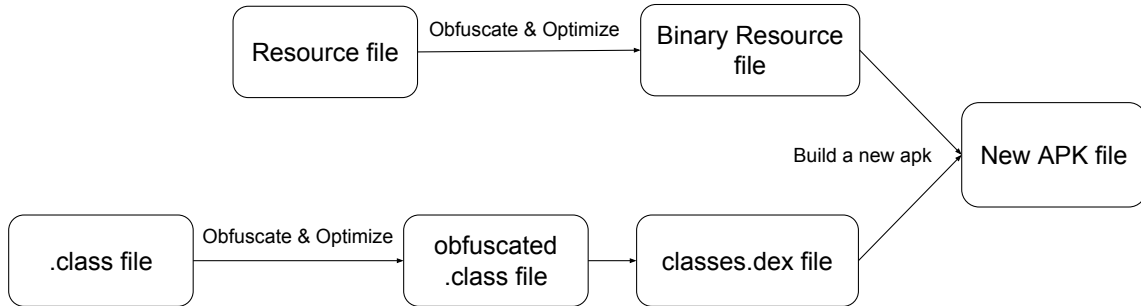 Resource file
Obfuscate & Optimize
Binary Resource
file
Build a new apk
New APK file
.class file
Obfuscate & Optimize
obfuscated
.class file
classes.dex file